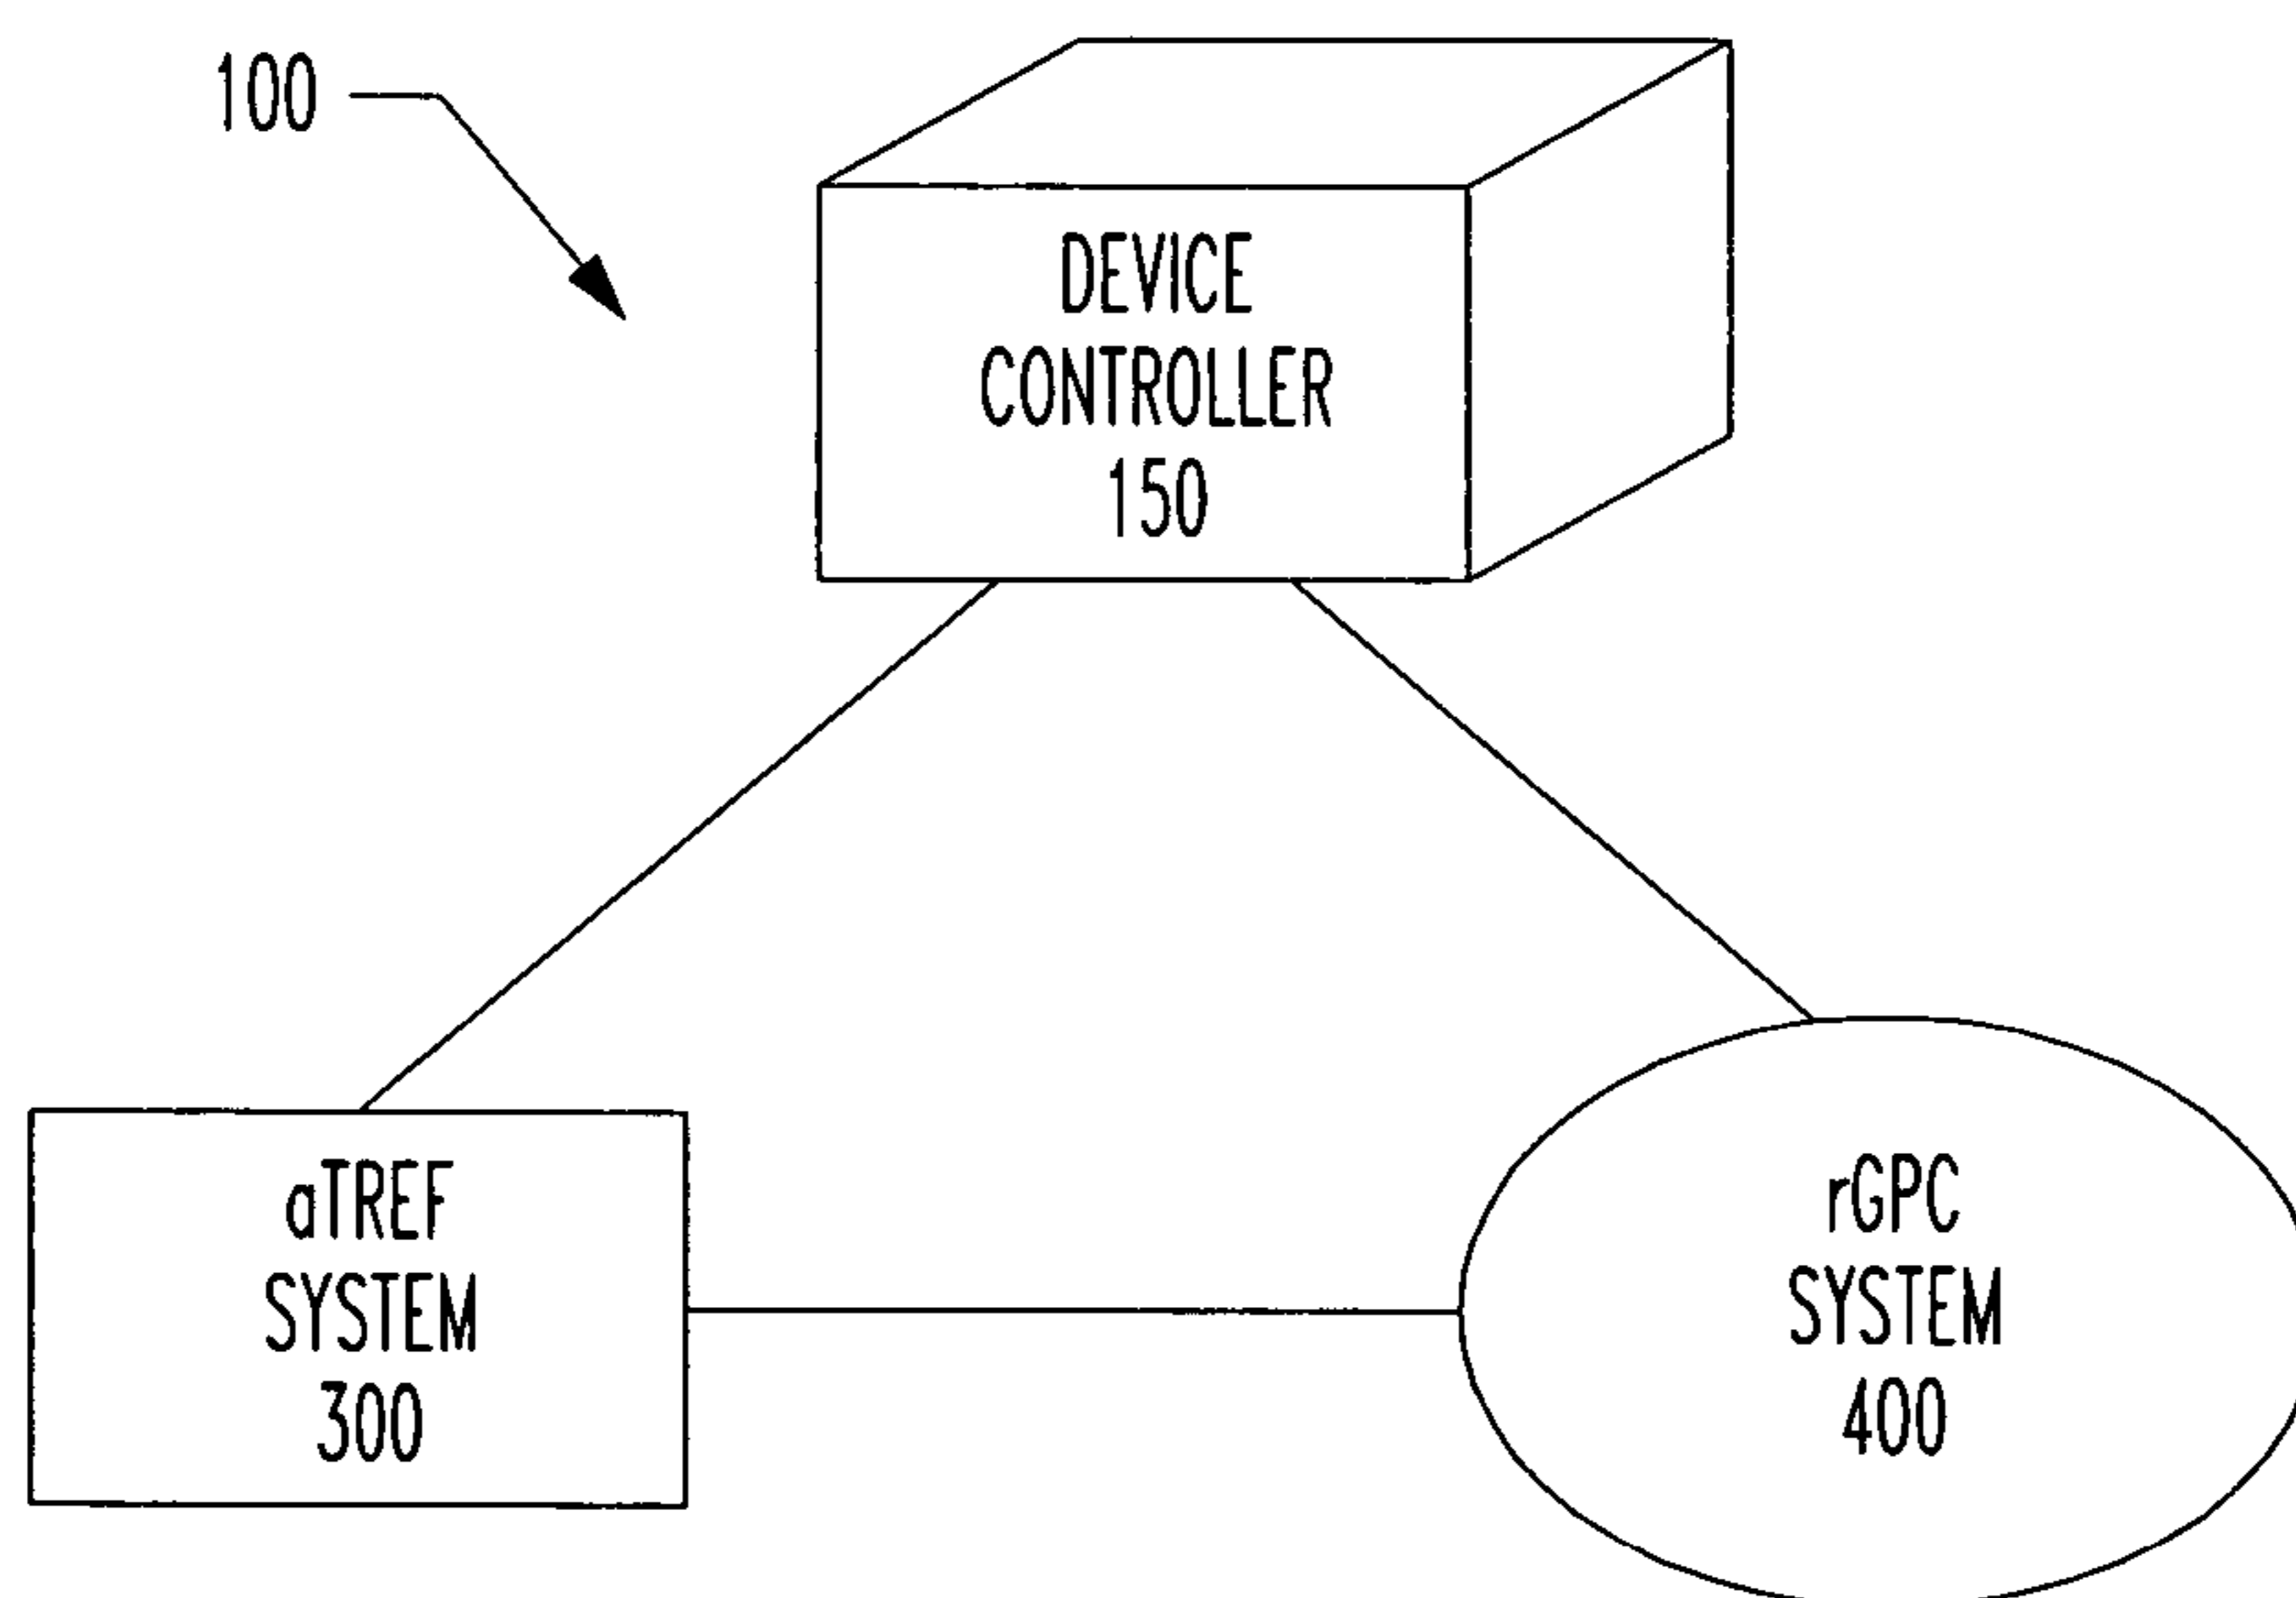 100
DEVICE
CONTROLLER
150
aTREF
SYSTEM
300
rGPC
SYSTEM
400